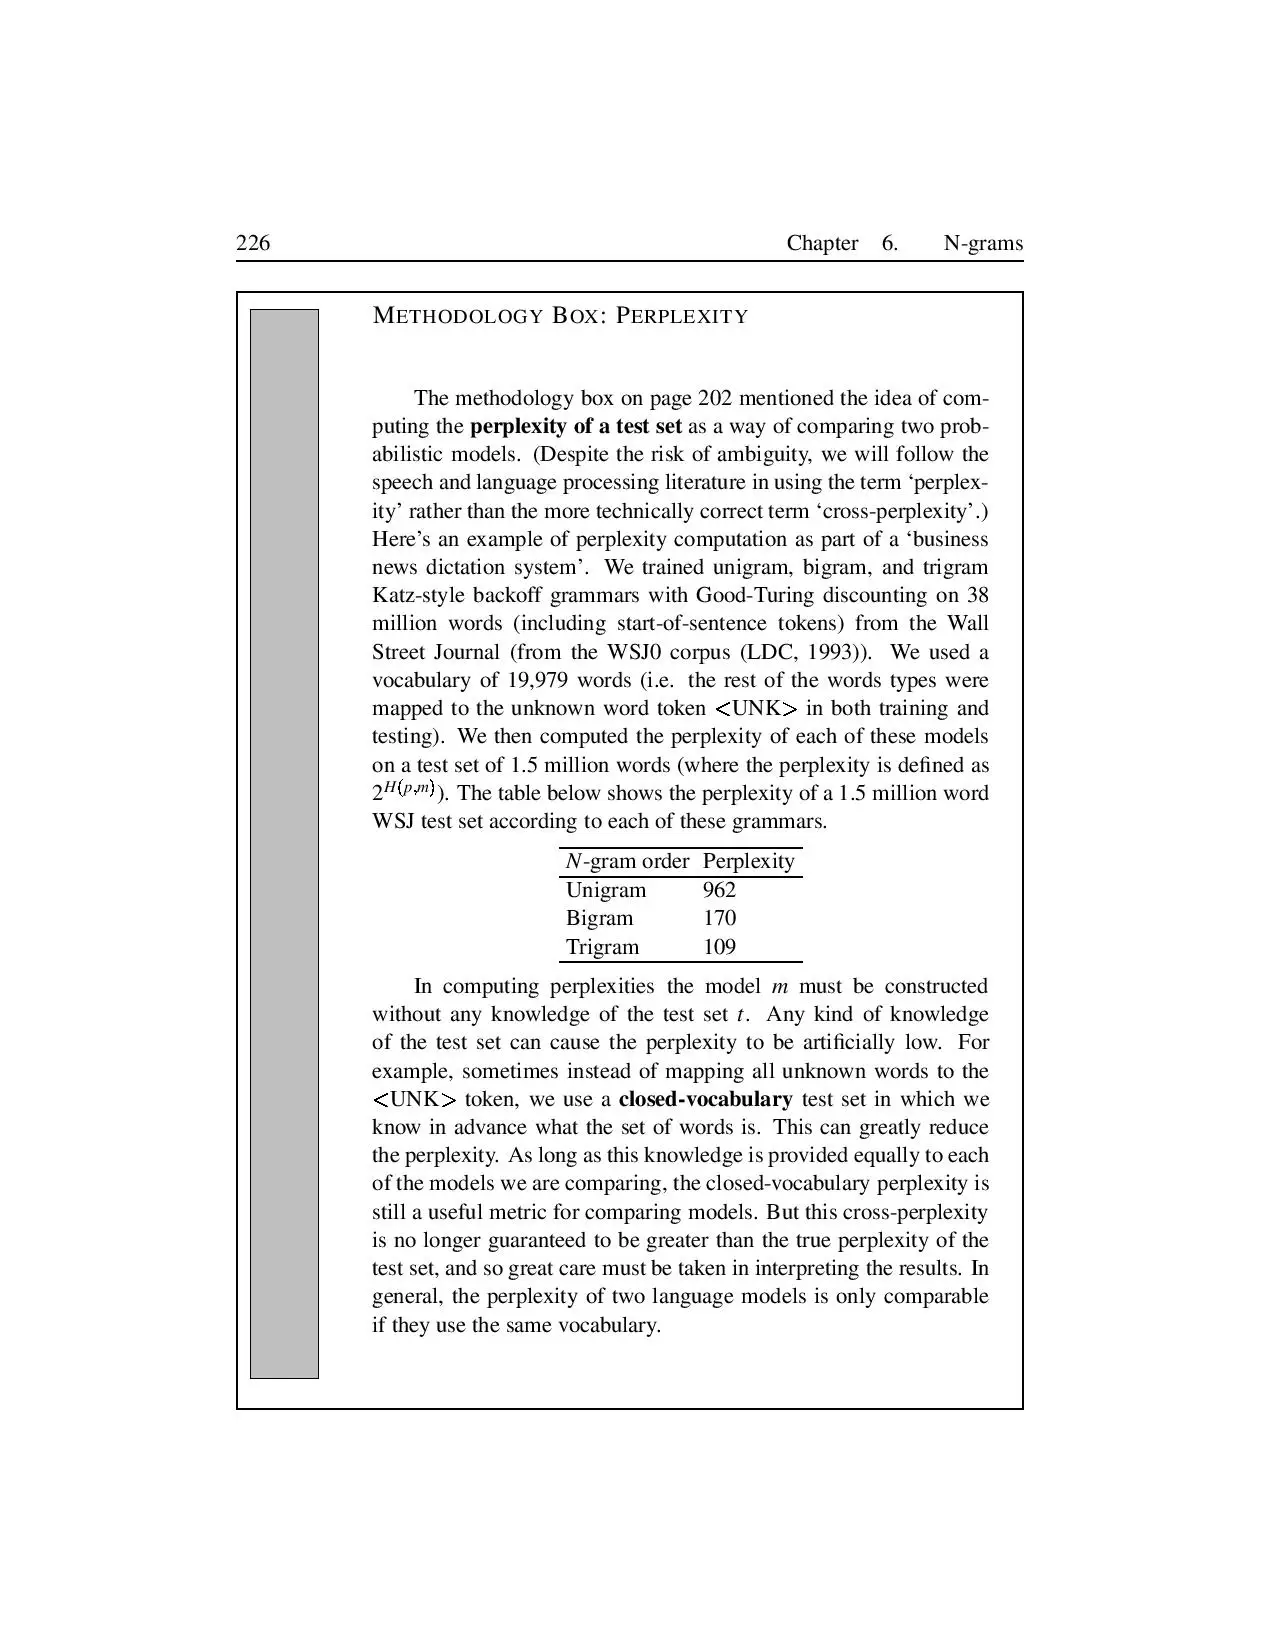 226 Chapter 6. N-grams
METHODOLOGY BOX: PERPLEXITY
The methodology box on page 202 mentioned the idea of com-
puting the perplexity of a test set as a way of comparing two prob-
abilistic models. (Despite the risk of ambiguity, we will follow the
speech and language processing literature in using the term ‘perplex-
ity’ rather than the more technically correct term ‘cross-perplexity’.)
Here’s an example of perplexity computation as part of a ‘business
news dictation system’. We trained unigram, bigram, and trigram
Katz-style backoff grammars with Good-Turing discounting on 38
million words (including start-of-sentence tokens) from the Wall
Street Journal (from the WSJ0 corpus (LDC, 1993)). We used a
vocabulary of 19,979 words (i.e. the rest of the words types were
mapped to the unknown word token <UNK> in both training and
testing). We then computed the perplexity of each of these models
on a test set of 1.5 million words (where the perplexity is defined as
2^{H(p,m)}). The table below shows the perplexity of a 1.5 million word
WSJ test set according to each of these grammars.
N-gram order Perplexity
Unigram 962
Bigram 170
Trigram 109
In computing perplexities the model m must be constructed
without any knowledge of the test set t. Any kind of knowledge
of the test set can cause the perplexity to be artificially low. For
example, sometimes instead of mapping all unknown words to the
<UNK> token, we use a closed-vocabulary test set in which we
know in advance what the set of words is. This can greatly reduce
the perplexity. As long as this knowledge is provided equally to each
of the models we are comparing, the closed-vocabulary perplexity is
still a useful metric for comparing models. But this cross-perplexity
is no longer guaranteed to be greater than the true perplexity of the
test set, and so great care must be taken in interpreting the results. In
general, the perplexity of two language models is only comparable
if they use the same vocabulary.